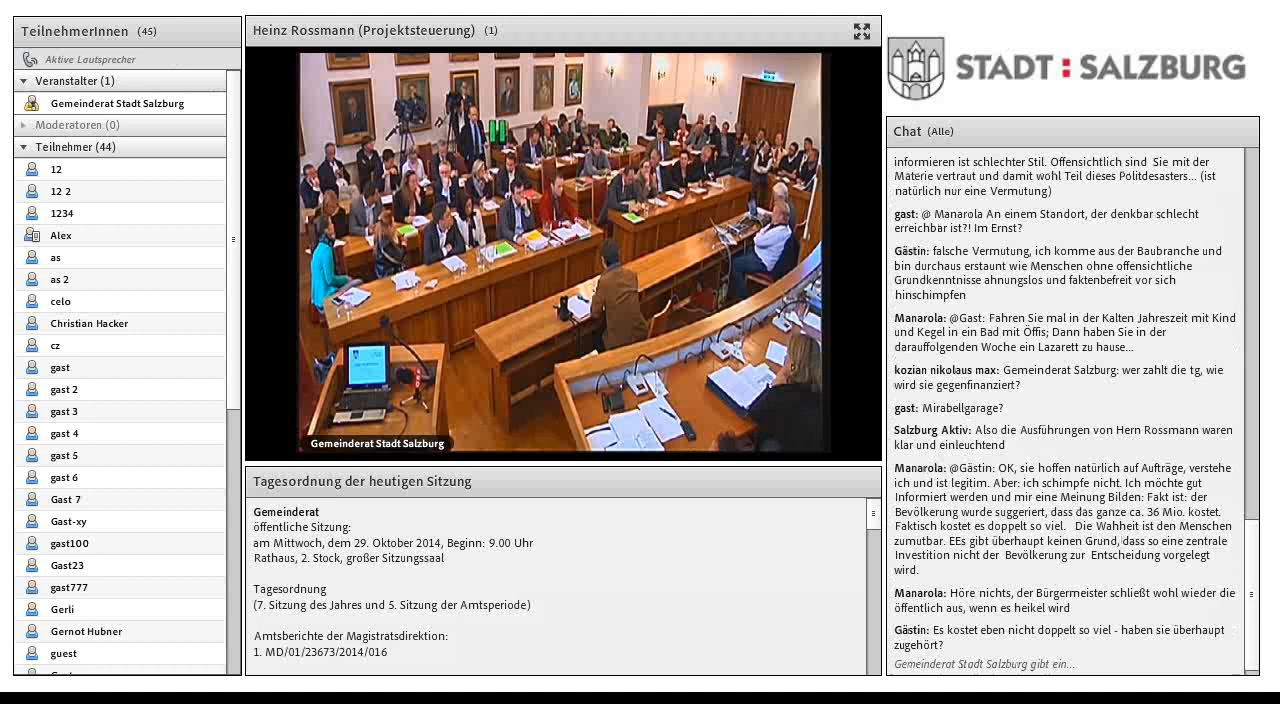 TeilnehmerInnen (45)
Aktive Lautsprecher
Veranstalter (1)
Gemeinderat Stadt Salzburg
Moderatoren (0)
Teilnehmer (44)
12
12 2
1234
Alex
as
as 2
celo
Christian Hacker
cz
gast
gast 2
gast 3
gast 4
gast 5
gast 6
Gast 7
Gast-xy
gast100
Gast23
gast777
Gerli
Gernot Hubner
guest
Heinz Rossmann (Projektsteuerung) (1)
Gemeinderat Stadt Salzburg
Tagesordnung der heutigen Sitzung
Gemeinderat
öffentliche Sitzung:
am Mittwoch, dem 29. Oktober 2014, Beginn: 9.00 Uhr
Rathaus, 2. Stock, großer Sitzungssaal
Tagesordnung
(7. Sitzung des Jahres und 5. Sitzung der Amtsperiode)
Amtsberichte der Magistratsdirektion:
1. MD/01/23673/2014/016
STADT : SALZBURG
Chat (Alle)
informieren ist schlechter Stil. Offensichtlich sind Sie mit der
Materie vertraut und damit wohl Teil dieses Politdesasters... (ist
natürlich nur eine Vermutung)
gast: @ Manarola An einem Standort, der denkbar schlecht
erreichbar ist?! Im Ernst?
Gästin: falsche Vermutung, ich komme aus der Baubranche und
bin durchaus erstaunt wie Menschen ohne offensichtliche
Grundkenntnisse ahnungslos und faktenbefreit vor sich
hinschimpfen
Manarola: @Gast: Fahren Sie mal in der Kalten Jahreszeit mit Kind
und Kegel in ein Bad mit Öffis; Dann haben Sie in der
darauffolgenden Woche ein Lazarett zu hause...
kozian nikolaus max: Gemeinderat Salzburg: wer zahlt die tg, wie
wird sie gegenfinanziert?
gast: Mirabellgarage?
Salzburg Aktiv: Also die Ausführungen von Hern Rossmann waren
klar und einleuchtend
Manarola: @Gästin: OK, sie hoffen natürlich auf Aufträge, verstehe
ich und ist legitim. Aber: ich schimpfe nicht. Ich möchte gut
Informiert werden und mir eine Meinung Bilden: Fakt ist: der
Bevölkerung wurde suggeriert, dass das ganze ca. 36 Mio. kostet.
Faktisch kostet es doppelt so viel. Die Wahheit ist den Menschen
zumutbar. EEs gibt überhaupt keinen Grund, dass so eine zentrale
Investition nicht der Bevölkerung zur Entscheidung vorgelegt
wird.
Manarola: Höre nichts, der Bürgermeister schließt wohl wieder die
öffentlich aus, wenn es heikel wird
Gästin: Es kostet eben nicht doppelt so viel - haben sie überhaupt
zugehört?
Gemeinderat Stadt Salzburg gibt ein...